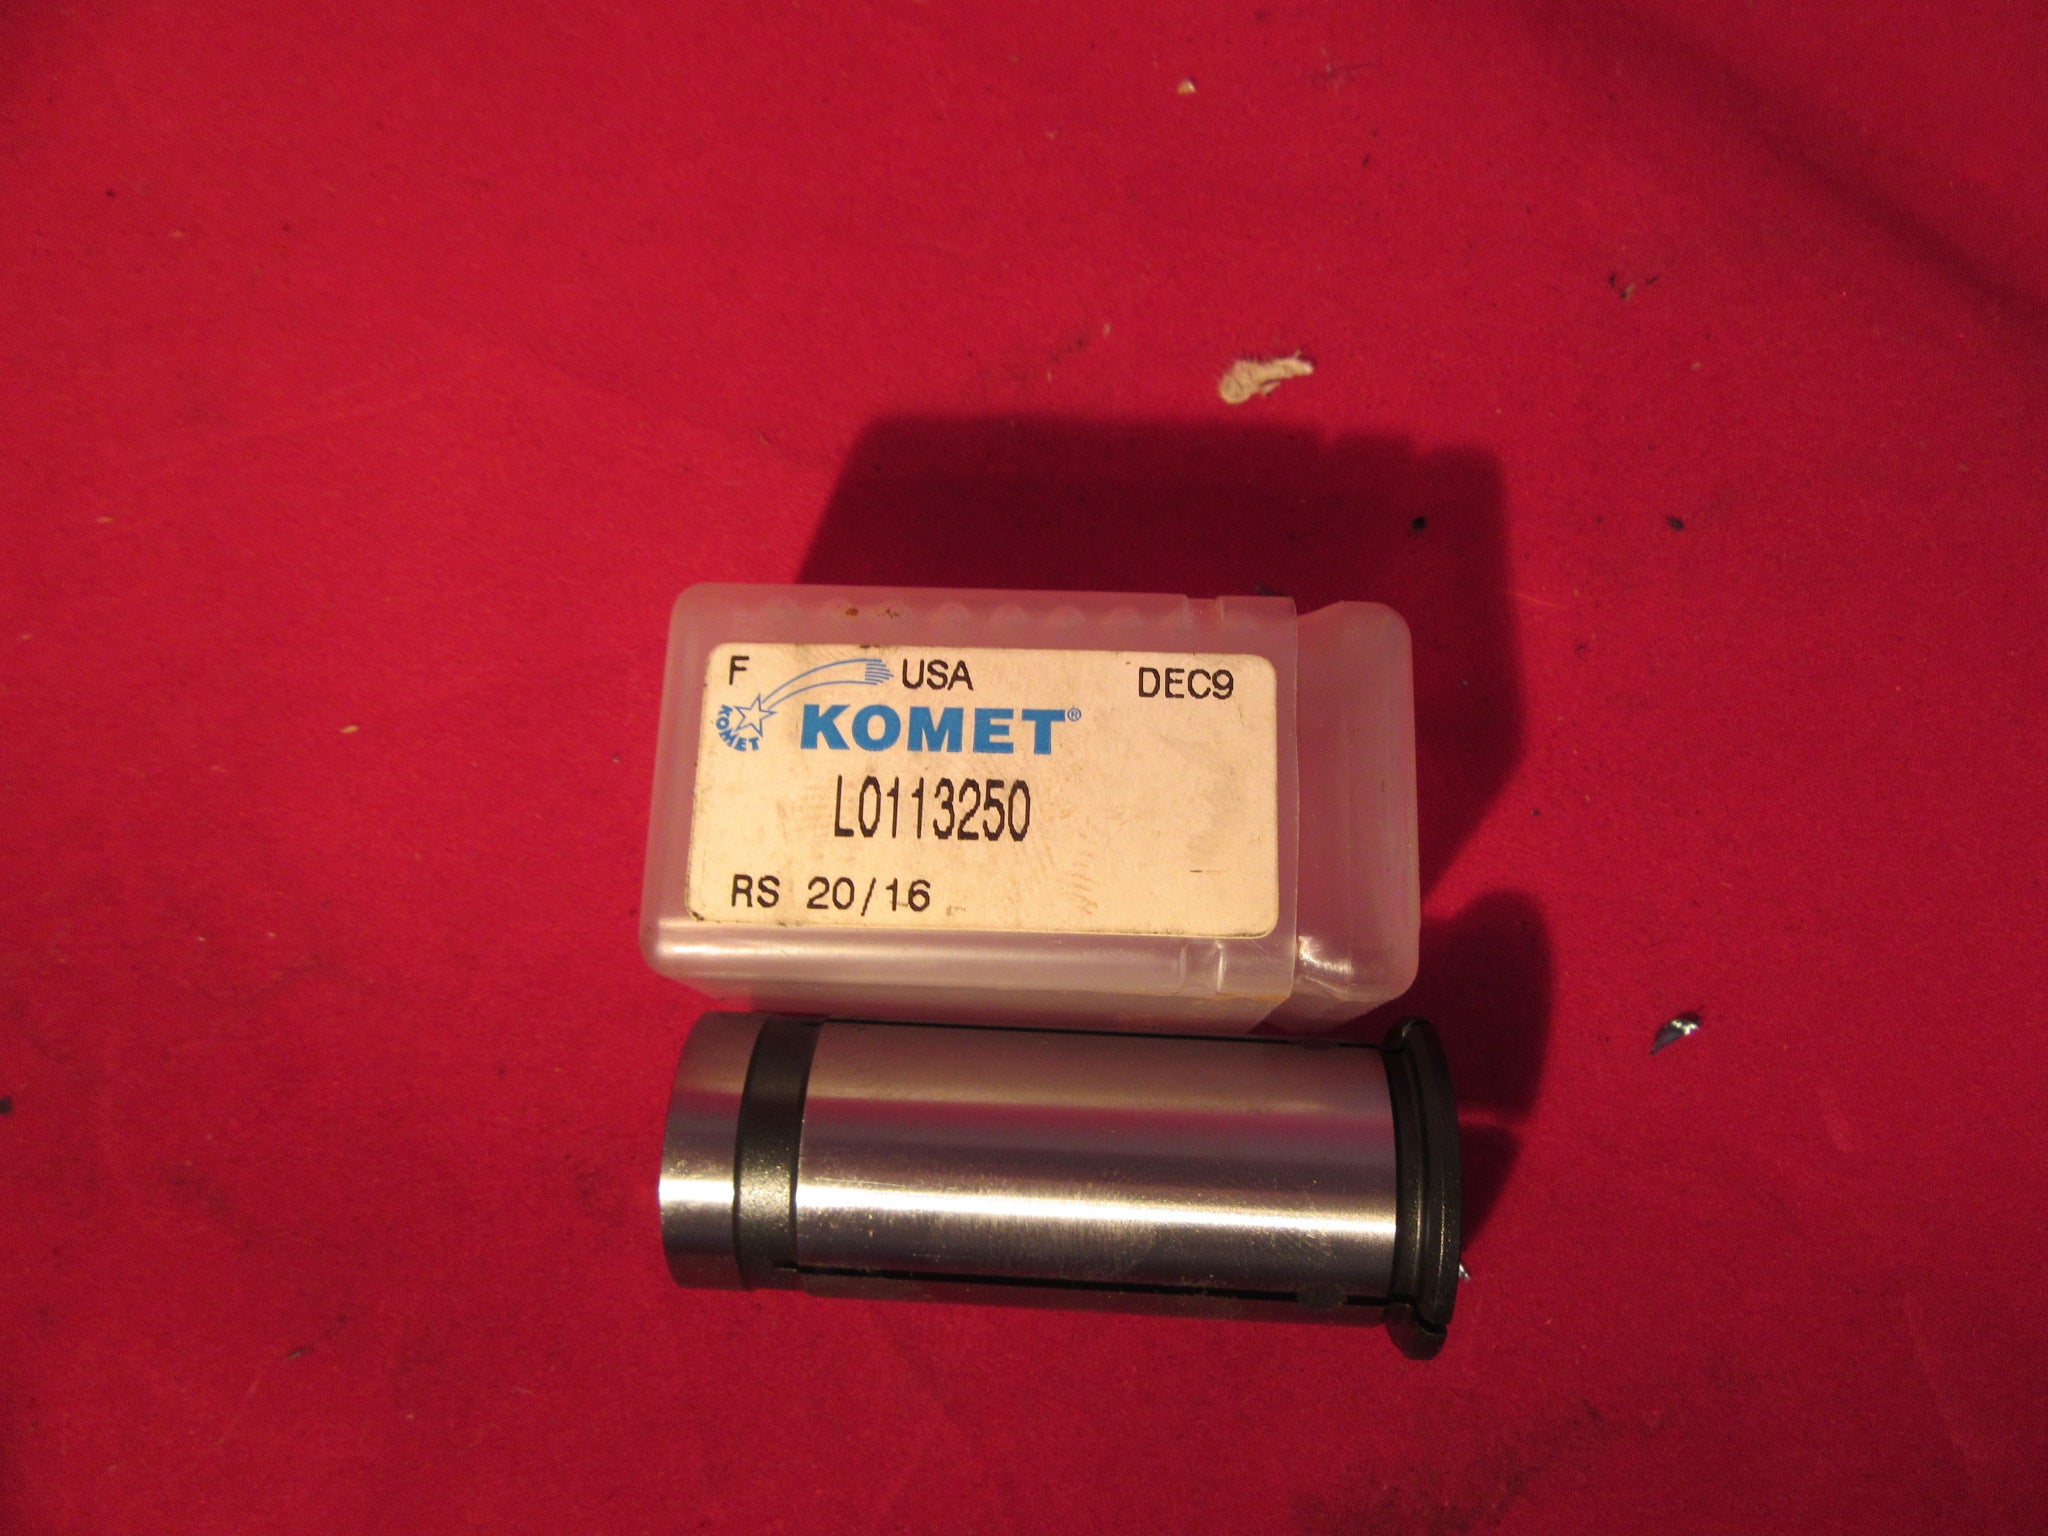 F USA DEC9
KOMET KOMET®
L0113250
RS 20/16